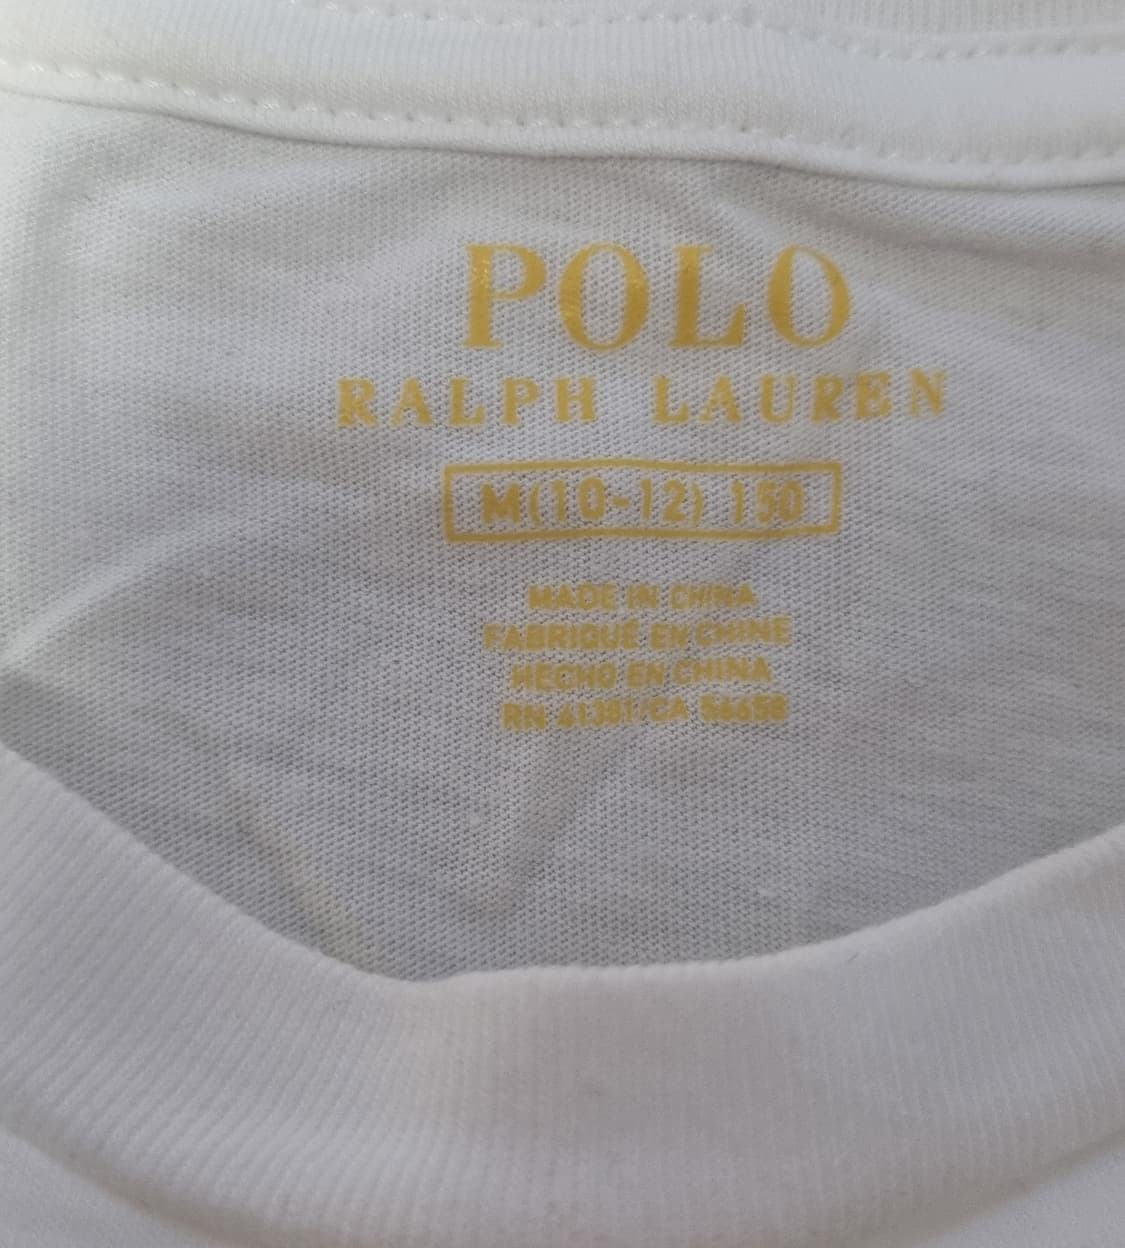 POLO
RALPH LAUREN
M(10-12) 150
MADE IN CHINA
FABRIQUÉ EN CHINE
HECHO EN CHINA
RN 41381/CA 56658